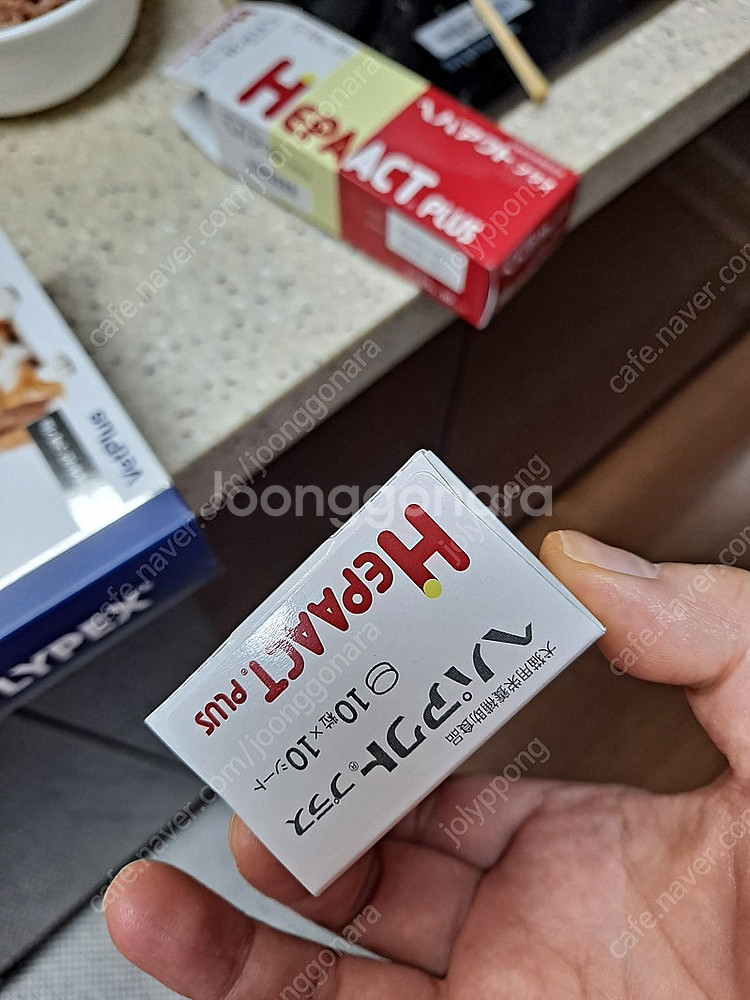 HEPAACT PLUS
ヘパアクト プラス
VetPlus
LYPEX
HEPAACT® PLUS
10粒×10シート
ヘパアクト® プラス
犬猫用栄養補助食品
Joonggonara
cafe.naver.com/joonggonara
jolyppong